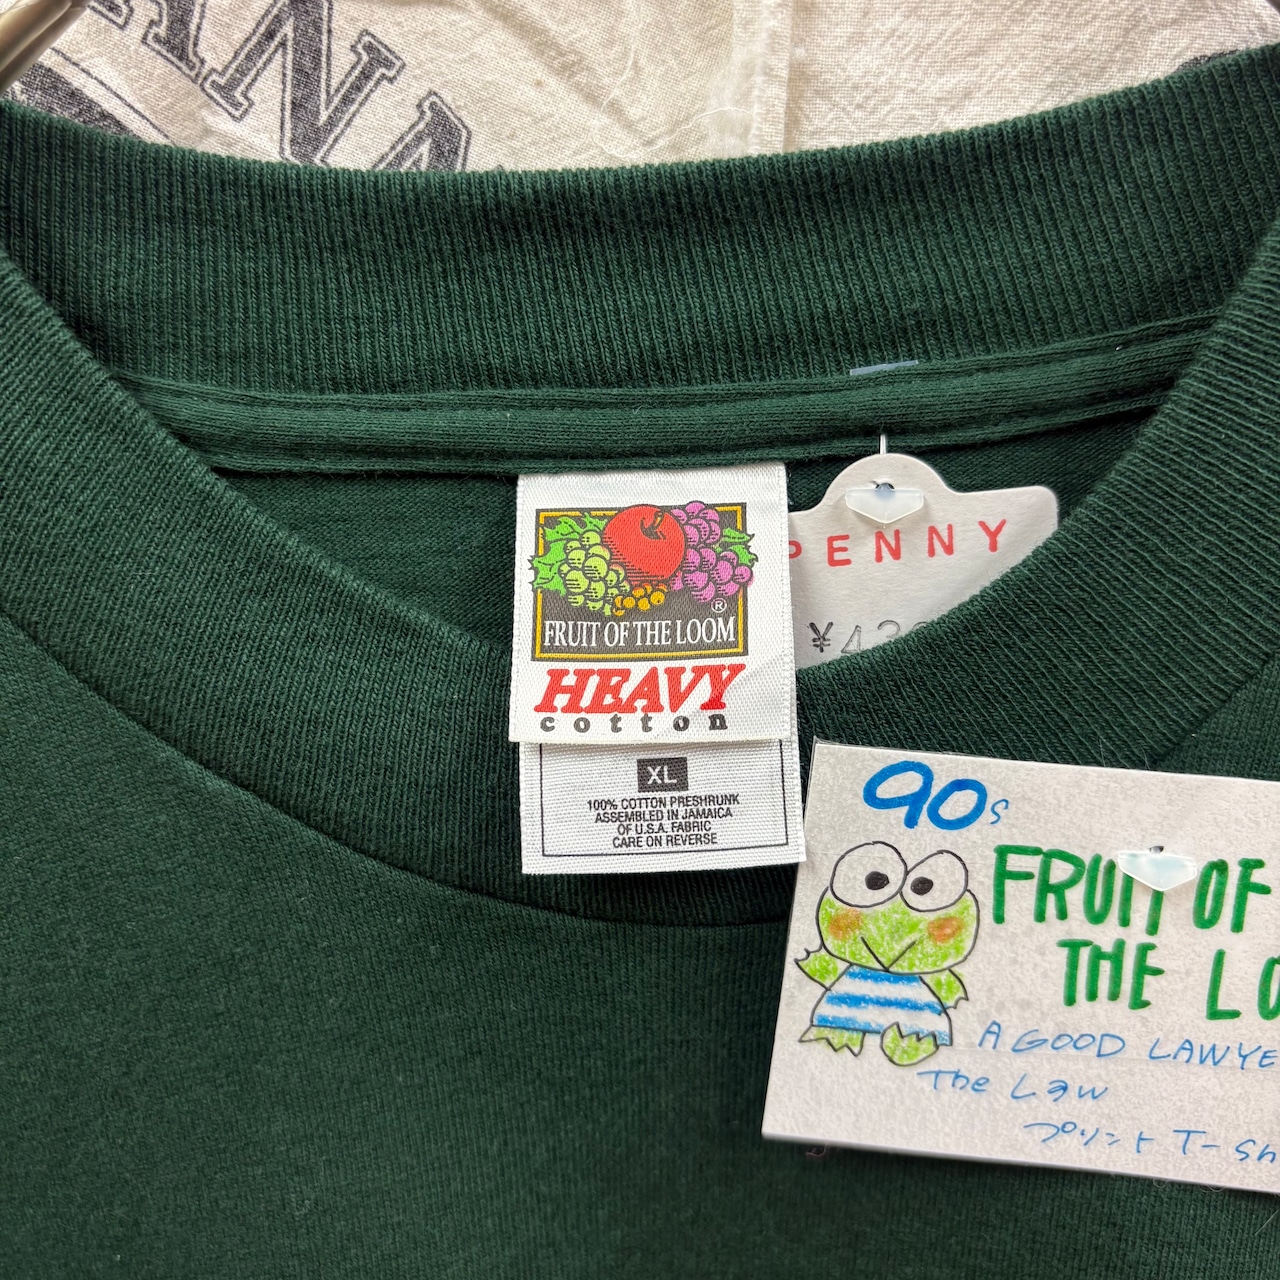 PENNY
FRUIT OF THE LOOM
®
HEAVY
cotton
XL
100% COTTON PRESHRUNK
ASSEMBLED IN JAMAICA
OF U.S.A. FABRIC
CARE ON REVERSE
90s
FRUIT OF
THE LO
A GOOD LAWYE
The Law
プリント T-sh